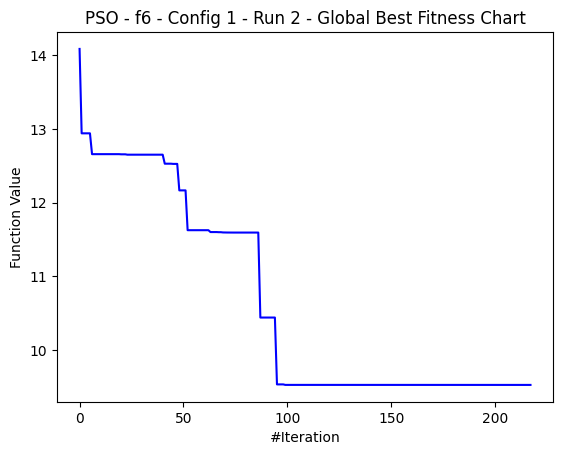 PSO - f6 - Config 1 - Run 2 - Global Best Fitness Chart
14
13
12
11
10
Function Value
0 50 100 150 200
#Iteration